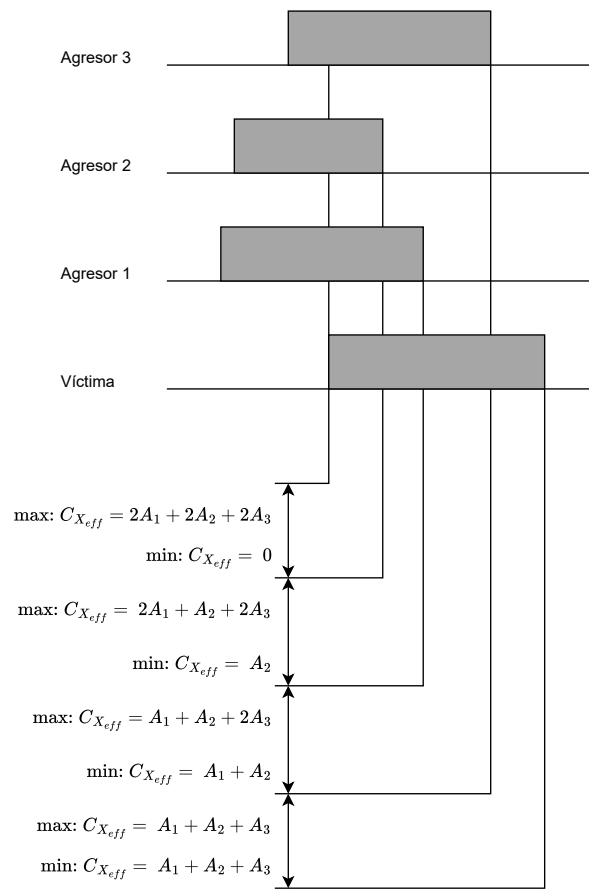 Agresor 3
Agresor 2
Agresor 1
Víctima
max: $C_{X_{eff}} = 2A_1 + 2A_2 + 2A_3$
min: $C_{X_{eff}} = 0$
max: $C_{X_{eff}} = 2A_1 + A_2 + 2A_3$
min: $C_{X_{eff}} = A_2$
max: $C_{X_{eff}} = A_1 + A_2 + 2A_3$
min: $C_{X_{eff}} = A_1 + A_2$
max: $C_{X_{eff}} = A_1 + A_2 + A_3$
min: $C_{X_{eff}} = A_1 + A_2 + A_3$